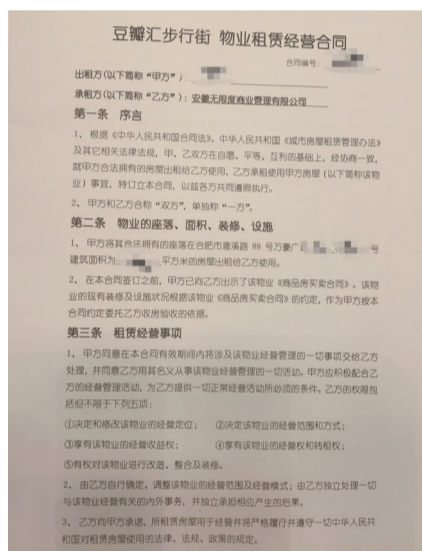 豆瓣汇步行街 物业租赁经营合同
合同编号：
出租方(以下简称“甲方”)：
承租方(以下简称“乙方”)：安徽无限度商业管理有限公司
第一条 序言
1、根据《中华人民共和国合同法》，中华人民共和国《城市房屋租赁管理办法》
及其它相关法律法规，甲、乙双方在自愿、平等、互利的基础上，经协商一致，
就甲方合法拥有的房屋出租给乙方使用，乙方承租使用甲方房屋（以下简称该物
业）事宜，特订立本合同，以兹各方共同遵照执行。
2、甲方和乙方合称“双方”，单独称“一方”。
第二条 物业的座落、面积、装修、设施
1、甲方将其合法拥有的座落在合肥市濉溪路 88 号万豪广 号
建筑面积为 平方米的房屋出租给乙方使用。
2、在本合同签订之前，甲方已向乙方出示了该物业《商品房买卖合同》。该物
业的现有装修及设施状况根据该物业《商品房买卖合同》的约定，作为甲方按本
合同约定委托乙方收房验收的依据。
第三条 租赁经营事项
1、甲方同意在本合同有效期间内将涉及该物业经营管理的一切事项交给乙方
处理，并同意乙方用其名义从事该物业经营管理的一切活动。甲方应积极配合乙
方的经营管理活动，为乙方提供一切正常经营活动所必须的条件。乙方的权限包
括但不限于下列五项：
①决定和修改该物业的经营定位； ②决定该物业的经营范围和方式；
③享有该物业的经营收益权； ④享有该物业的经营权和转租权；
⑤有权对该物业进行改造、整合及装修。
2、由乙方自行确定、调整该物业的经营范围及经营模式；由乙方独立处理一切
与该物业经营有关的内外事务，并独立承担相应产生的后果。
3、乙方向甲方承诺，所租赁房屋用于经营并将严格履行并遵守一切中华人民共
和国对租赁房屋使用的法律、法规、政策的规定。